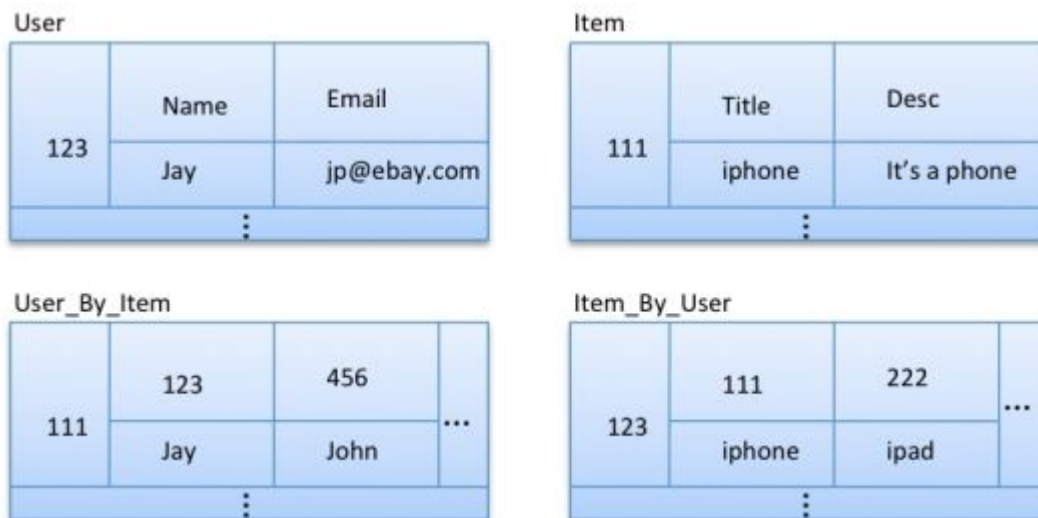 User
Item
Name Email
123
Jay jp@ebay.com
Title Desc
111
iphone It's a phone
User_By_Item
Item_By_User
123 456
111 ...
Jay John
111 222
123 ...
iphone ipad